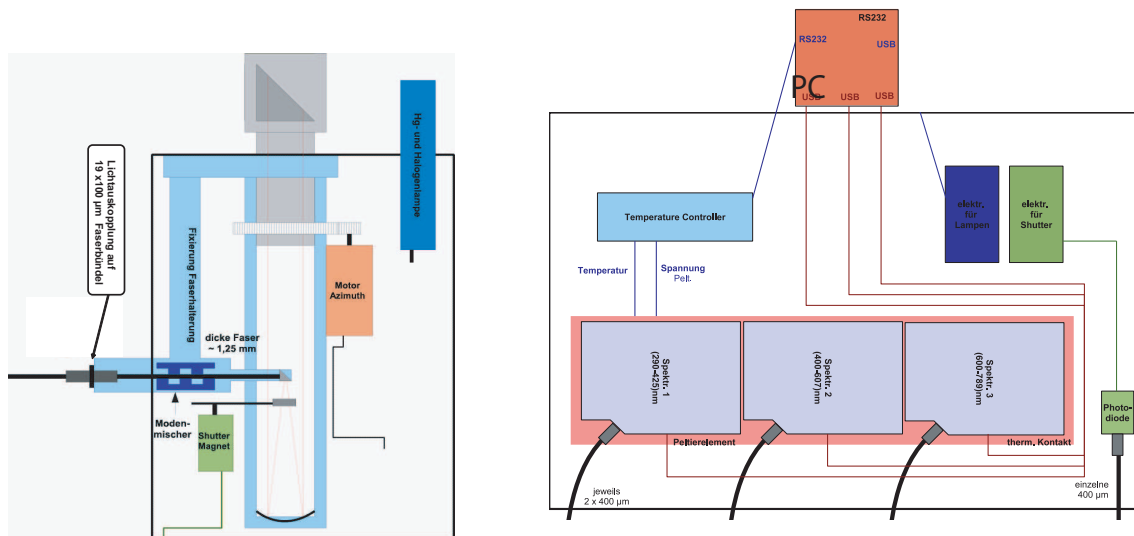 Hg- und Halogenlampe
Lichtauskopplung auf
19 x100 µm Faserbündel
Fixierung Faserhalterung
Motor
Azimuth
dicke Faser
~ 1,25 mm
Moden-
mischer
Shutter
Magnet
RS232
RS232
USB
PC
USB
USB
USB
Temperature Controller
elektr.
für
Lampen
elektr.
für
Shutter
Temperatur
Spannung
Pelt.
Spektr. 1
(290-425)nm
Spektr. 2
(400-607)nm
Spektr. 3
(600-789)nm
Photo-
diode
Peltierelement
therm. Kontakt
jeweils
2 x 400 µm
einzelne
400 µm